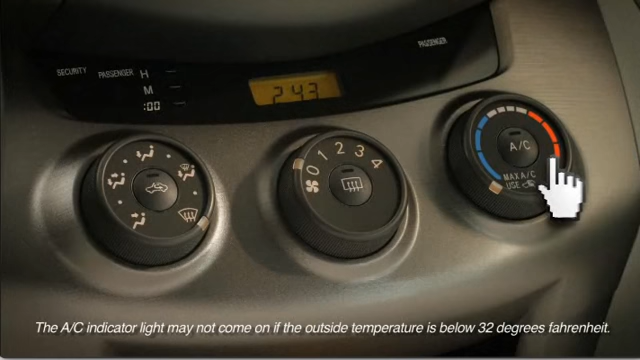 PASSENGER
SECURITY PASSENGER H
M
:00
2:43
0 1 2 3 4
A/C
MAX A/C
USE
The A/C indicator light may not come on if the outside temperature is below 32 degrees fahrenheit.